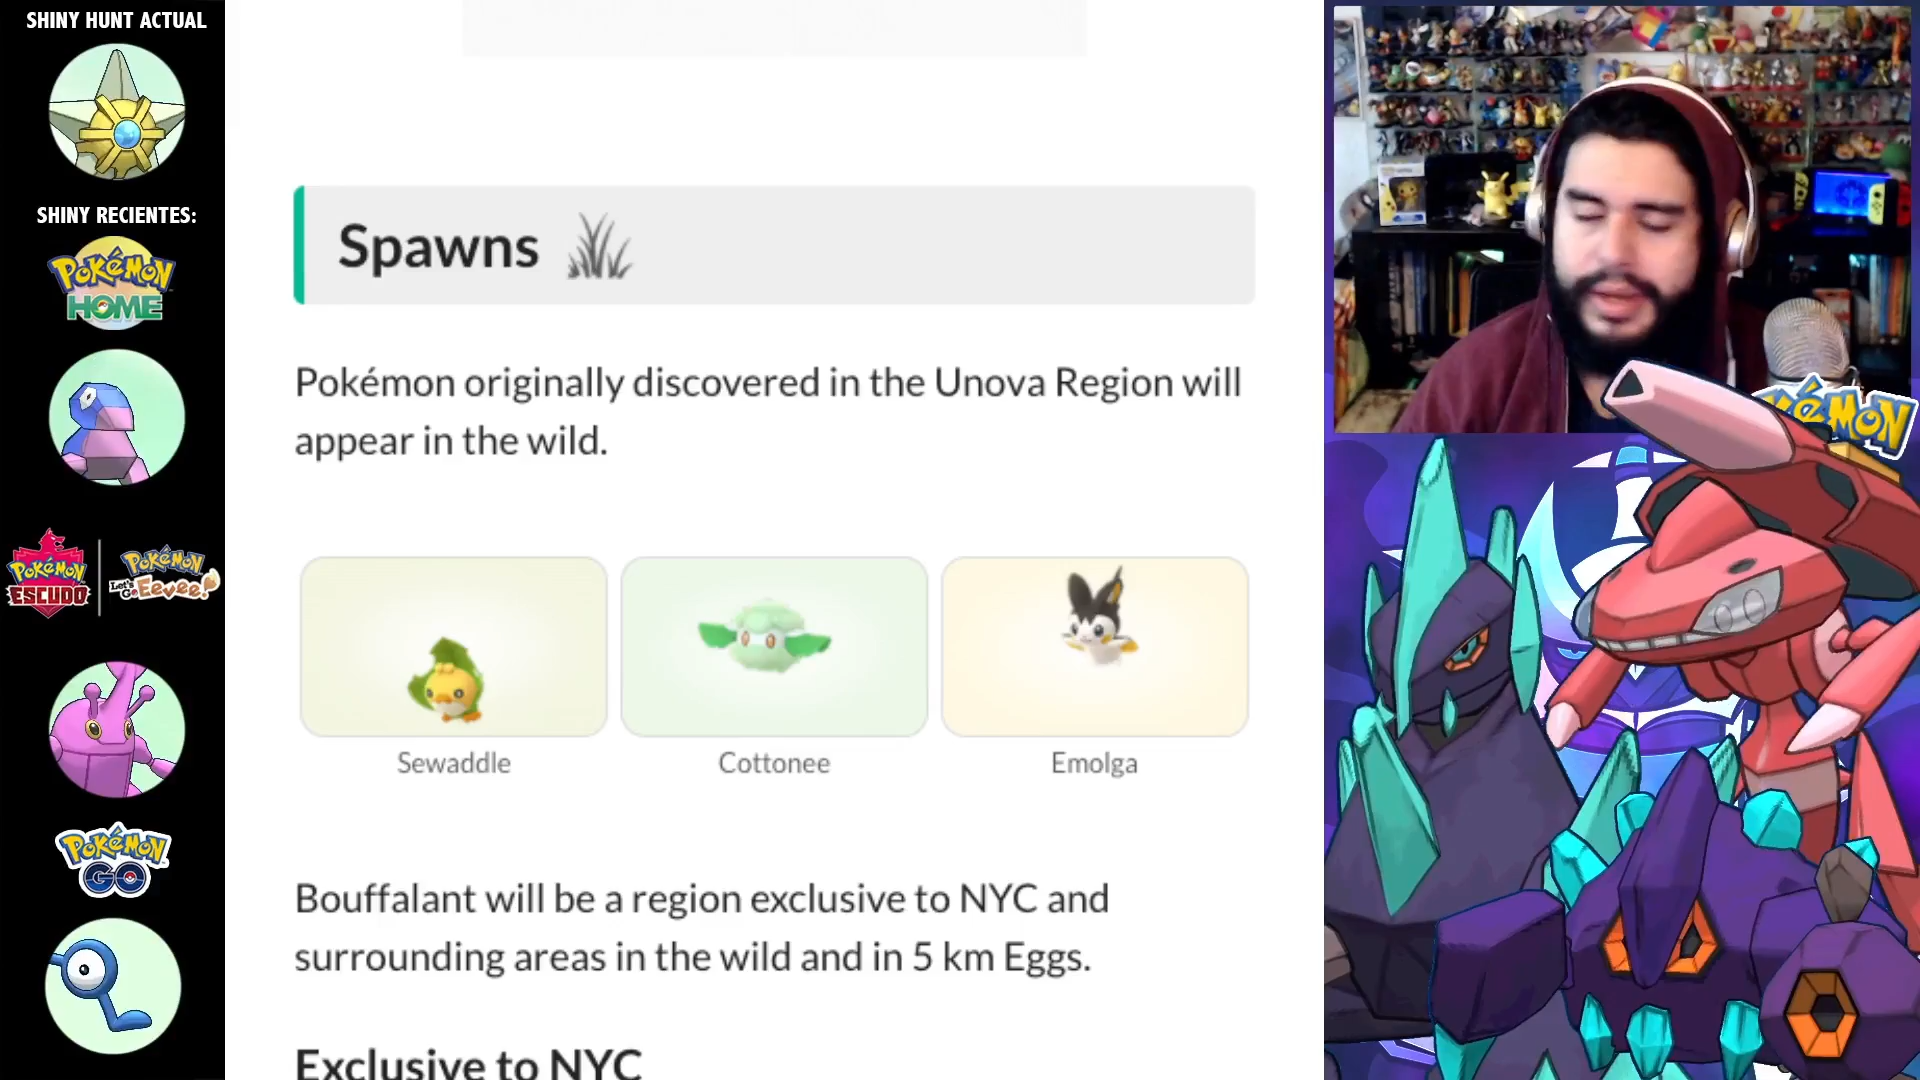 SHINY HUNT ACTUAL
SHINY RECIENTES:
POKÉMON
HOME
POKÉMON
ESCUDO
POKÉMON
Let's Go Eevee!
POKÉMON
GO
Spawns
Pokémon originally discovered in the Unova Region will
appear in the wild.
Sewaddle
Cottonee
Emolga
Bouffalant will be a region exclusive to NYC and
surrounding areas in the wild and in 5 km Eggs.
Exclusive to NYC
KÉMON